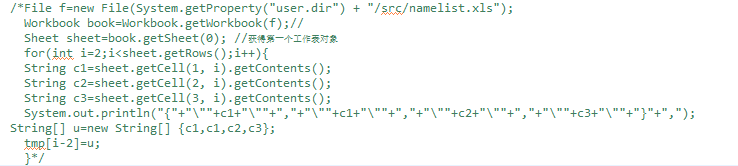 /*File f=new File(System.getProperty("user.dir") + "/src/namelist.xls");
Workbook book=Workbook.getWorkbook(f);//
Sheet sheet=book.getSheet(0); //获得第一个工作表对象
for(int i=2;i<sheet.getRows();i++){
String c1=sheet.getCell(1, i).getContents();
String c2=sheet.getCell(2, i).getContents();
String c3=sheet.getCell(3, i).getContents();
System.out.println("{"+"\""+c1+"\""+","+"\""+c1+"\""+","+"\""+c2+"\""+","+"\""+c3+"\""+"}"+",");
String[] u=new String[] {c1,c1,c2,c3};
tmp[i-2]=u;
}*/